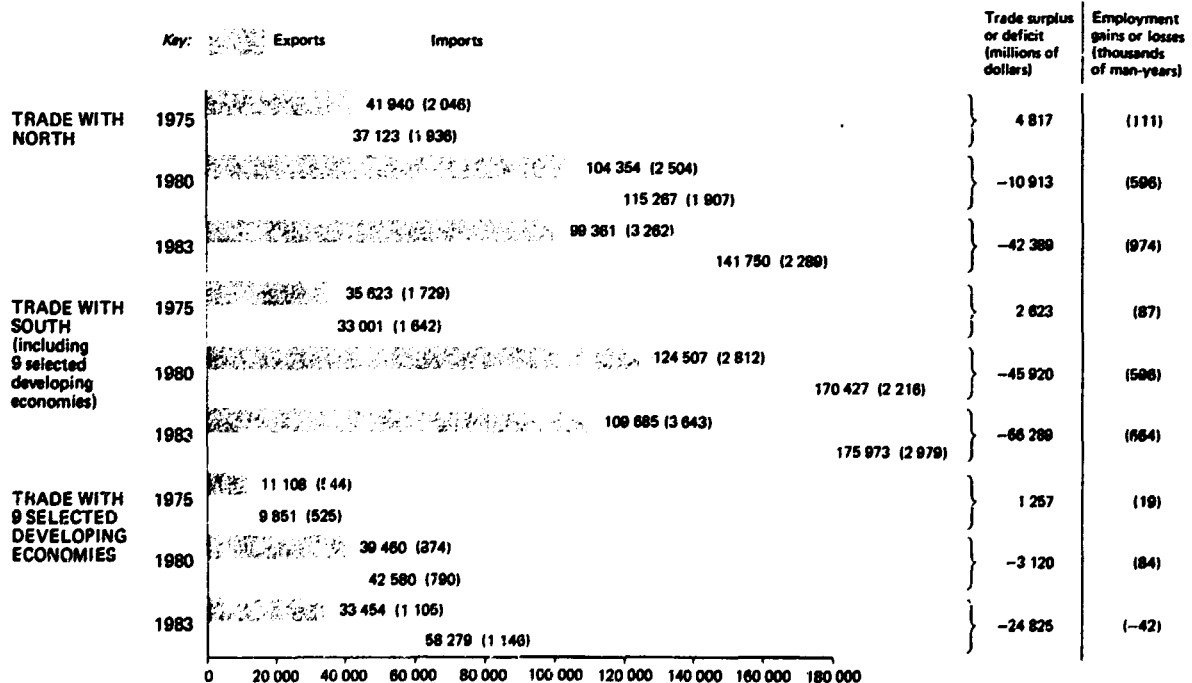 Key: Exports Imports
Trade surplus or deficit (millions of dollars)
Employment gains or losses (thousands of man-years)
TRADE WITH NORTH
1975
41 940 (2 046)
37 123 (1 936)
4 817
(111)
1980
104 354 (2 504)
115 267 (1 907)
−10 913
(596)
1983
99 361 (3 262)
141 750 (2 289)
−42 389
(974)
TRADE WITH SOUTH (including 9 selected developing economies)
1975
35 623 (1 729)
33 001 (1 642)
2 623
(87)
1980
124 507 (2 812)
170 427 (2 216)
−45 920
(596)
1983
109 685 (3 643)
175 973 (2 979)
−66 289
(664)
TRADE WITH 9 SELECTED DEVELOPING ECONOMIES
1975
11 108
9 851 (525)
1 257
(19)
1980
39 460 (874)
42 580 (790)
−3 120
(84)
1983
33 454 (1 105)
58 279 (1 146)
−24 825
(−42)
0 20 000 40 000 60 000 80 000 100 000 120 000 140 000 160 000 180 000